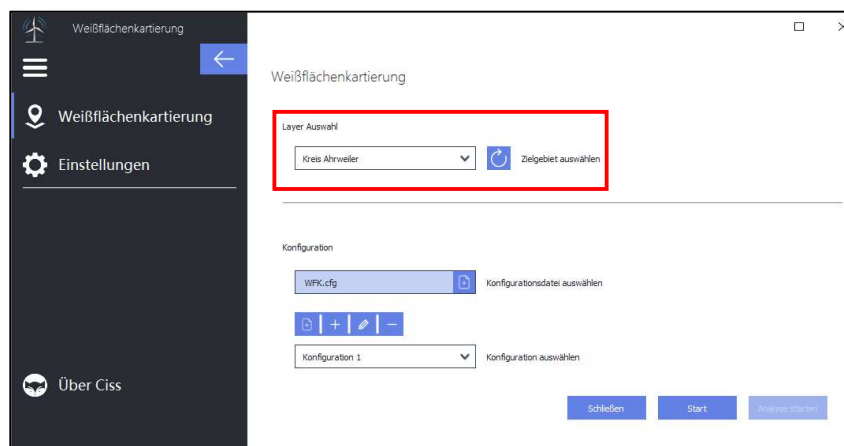 Weißflächenkartierung
Weißflächenkartierung
Einstellungen
Über Ciss
Weißflächenkartierung
Layer Auswahl
Kreis Ahrweiler Zielgebiet auswählen
Konfiguration
WFK.cfg Konfigurationsdatei auswählen
Konfiguration 1 Konfiguration auswählen
Schließen Start Analyse starten